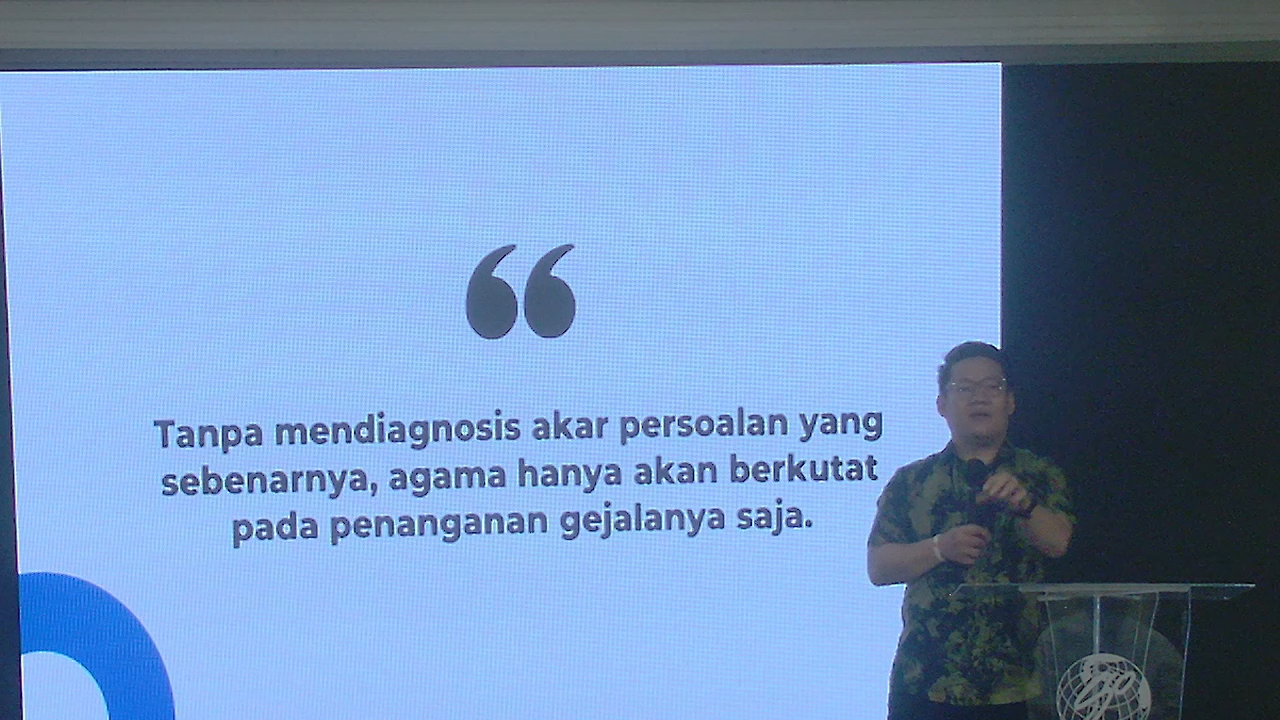 “
Tanpa mendiagnosis akar persoalan yang
sebenarnya, agama hanya akan berkutat
pada penanganan gejalanya saja.